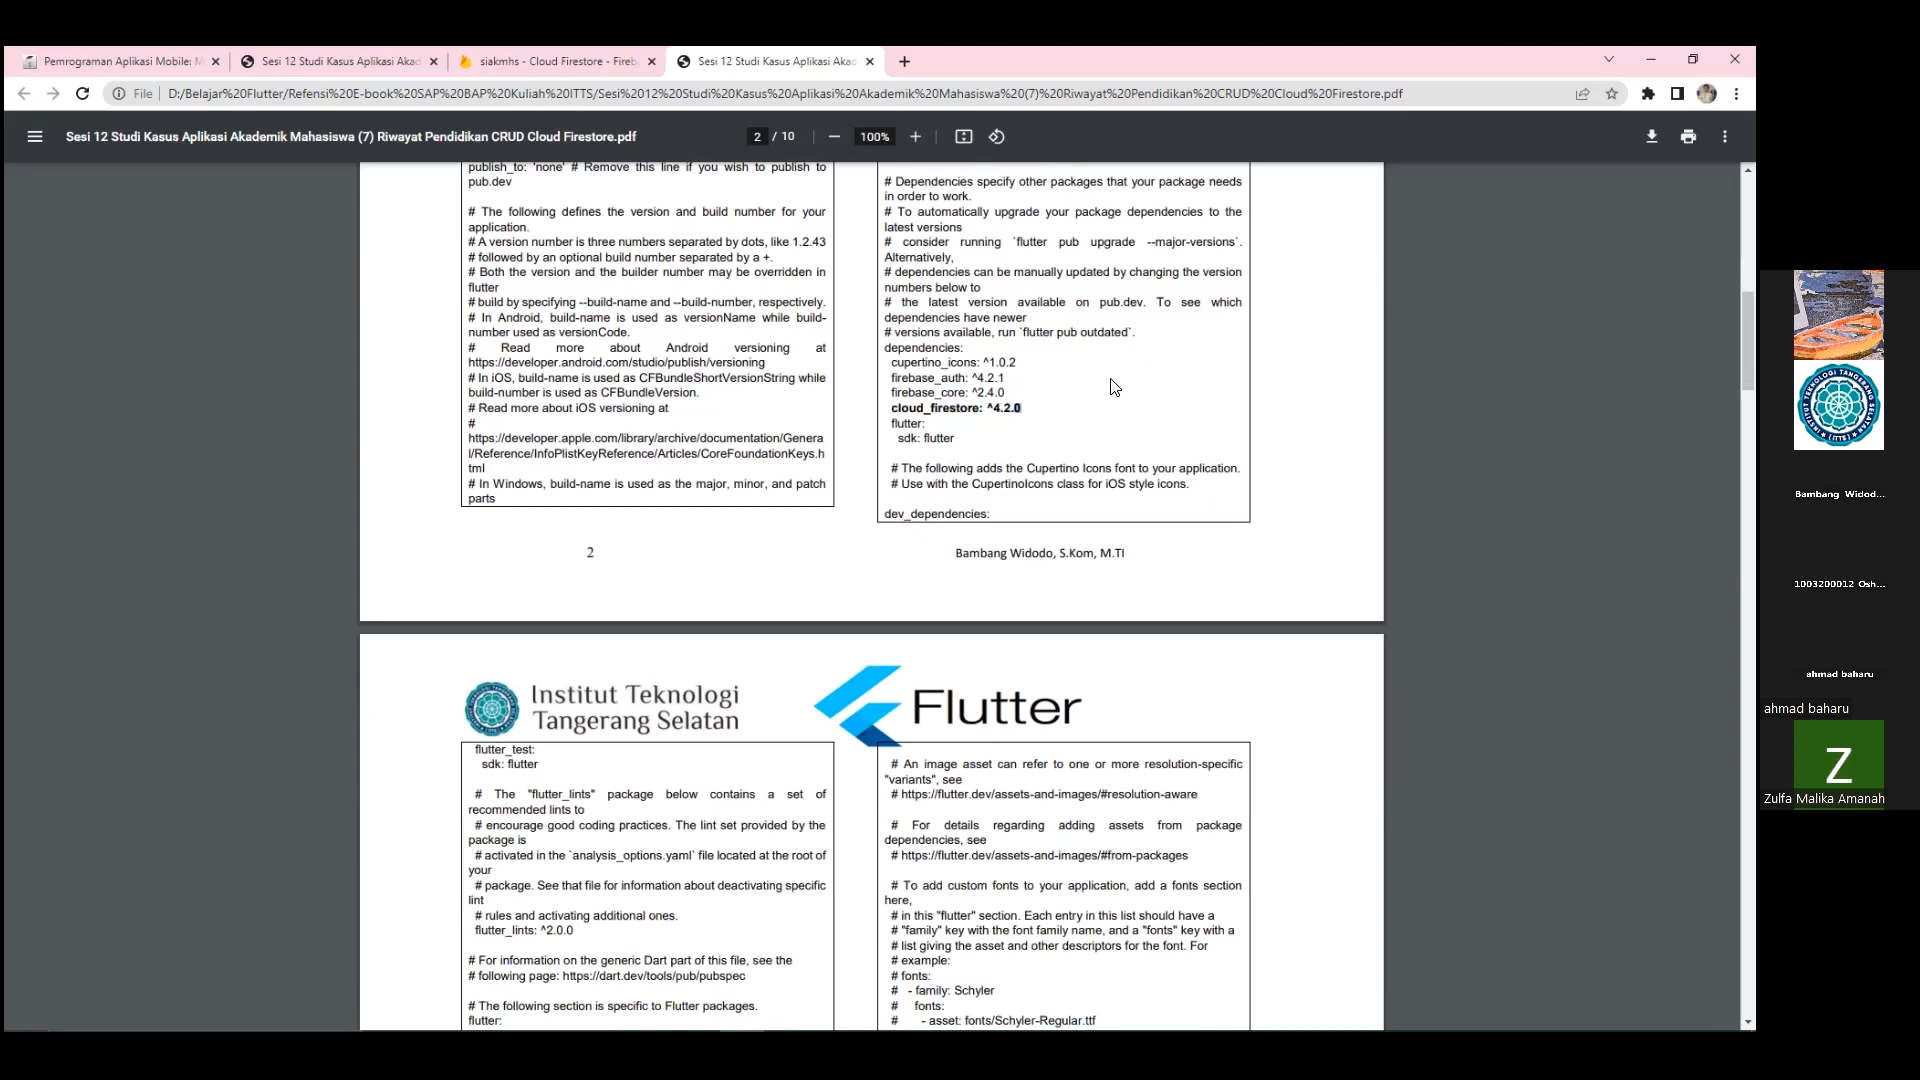 Pemrograman Aplikasi Mobile: M
Sesi 12 Studi Kasus Aplikasi Akad
siakmhs - Cloud Firestore - Fireb
Sesi 12 Studi Kasus Aplikasi Akad
File
D:/Belajar%20Flutter/Refensi%20E-book%20SAP%20BAP%20Kuliah%20ITTS/Sesi%2012%20Studi%20Kasus%20Aplikasi%20Akademik%20Mahasiswa%20(7)%20Riwayat%20Pendidikan%20CRUD%20Cloud%20Firestore.pdf
Sesi 12 Studi Kasus Aplikasi Akademik Mahasiswa (7) Riwayat Pendidikan CRUD Cloud Firestore.pdf
2 / 10
100%
publish_to: 'none' # Remove this line if you wish to publish to
pub.dev
# The following defines the version and build number for your
application.
# A version number is three numbers separated by dots, like 1.2.43
# followed by an optional build number separated by a +.
# Both the version and the builder number may be overridden in
flutter
# build by specifying --build-name and --build-number, respectively.
# In Android, build-name is used as versionName while build-
number used as versionCode.
# Read more about Android versioning at
https://developer.android.com/studio/publish/versioning
# In iOS, build-name is used as CFBundleShortVersionString while
build-number is used as CFBundleVersion.
# Read more about iOS versioning at
#
https://developer.apple.com/library/archive/documentation/Genera
l/Reference/InfoPlistKeyReference/Articles/CoreFoundationKeys.h
tml
# In Windows, build-name is used as the major, minor, and patch
parts
# Dependencies specify other packages that your package needs
in order to work.
# To automatically upgrade your package dependencies to the
latest versions
# consider running `flutter pub upgrade --major-versions`.
Alternatively,
# dependencies can be manually updated by changing the version
numbers below to
# the latest version available on pub.dev. To see which
dependencies have newer
# versions available, run `flutter pub outdated`.
dependencies:
cupertino_icons: ^1.0.2
firebase_auth: ^4.2.1
firebase_core: ^2.4.0
cloud_firestore: ^4.2.0
flutter:
sdk: flutter
# The following adds the Cupertino Icons font to your application.
# Use with the CupertinoIcons class for iOS style icons.
dev_dependencies:
2
Bambang Widodo, S.Kom, M.TI
Institut Teknologi
Tangerang Selatan
Flutter
flutter_test:
sdk: flutter
# The "flutter_lints" package below contains a set of
recommended lints to
# encourage good coding practices. The lint set provided by the
package is
# activated in the `analysis_options.yaml` file located at the root of
your
# package. See that file for information about deactivating specific
lint
# rules and activating additional ones.
flutter_lints: ^2.0.0
# For information on the generic Dart part of this file, see the
# following page: https://dart.dev/tools/pub/pubspec
# The following section is specific to Flutter packages.
flutter:
# An image asset can refer to one or more resolution-specific
"variants", see
# https://flutter.dev/assets-and-images/#resolution-aware
# For details regarding adding assets from package
dependencies, see
# https://flutter.dev/assets-and-images/#from-packages
# To add custom fonts to your application, add a fonts section
here,
# in this "flutter" section. Each entry in this list should have a
# "family" key with the font family name, and a "fonts" key with a
# list giving the asset and other descriptors for the font. For
# example:
# fonts:
# - family: Schyler
# fonts:
# - asset: fonts/Schyler-Regular.ttf
INSTITUT TEKNOLOGI TANGERANG SELATAN
(ITTS)
Bambang Widod...
1003200012 Osh...
ahmad baharu
ahmad baharu
Z
Zulfa Malika Amanah